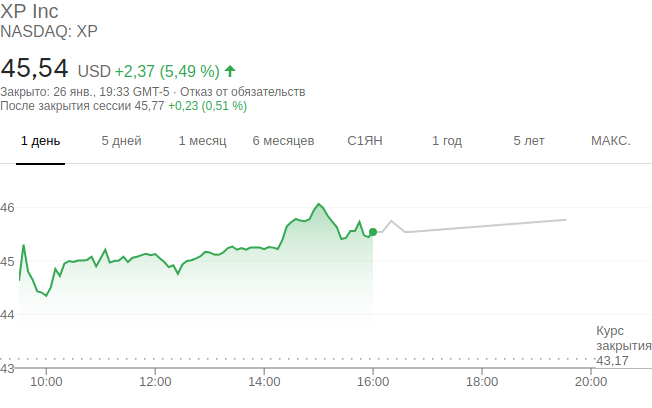 XP Inc
NASDAQ: XP
45,54 USD +2,37 (5,49 %)
Закрыто: 26 янв., 19:33 GMT-5 · Отказ от обязательств
После закрытия сессии 45,77 +0,23 (0,51 %)
1 день 5 дней 1 месяц 6 месяцев С1ЯН 1 год 5 лет МАКС.
46
45
44
Курс
закрытия
43,17
43
10:00 12:00 14:00 16:00 18:00 20:00